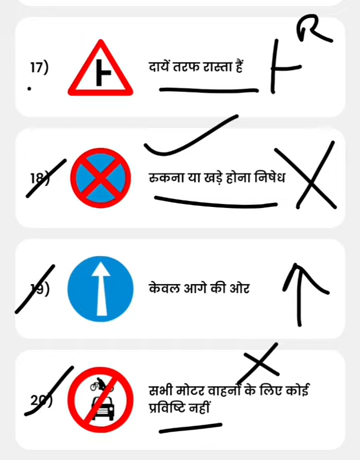 R
17) दायें तरफ रास्ता हैं
18) रुकना या खड़े होना निषेध
19) केवल आगे की ओर
20) सभी मोटर वाहनों के लिए कोई
प्रविष्टि नहीं